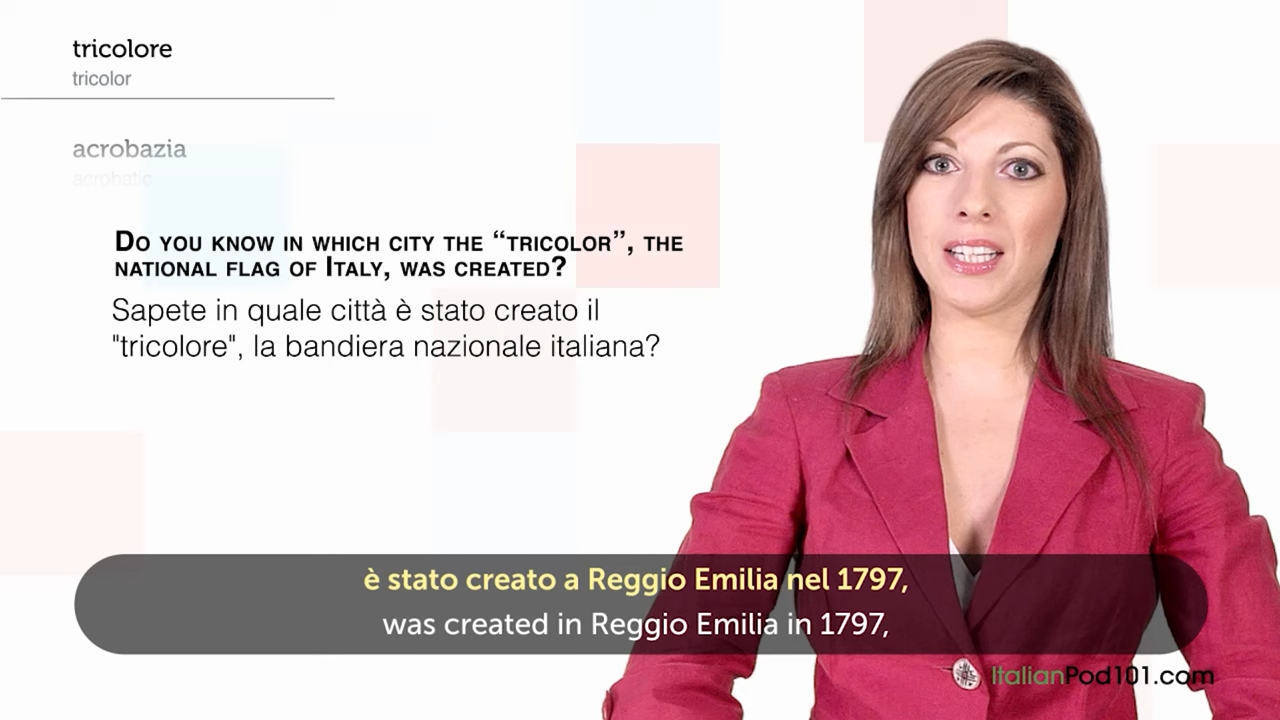 tricolore
tricolor
acrobazia
acrobatic
Do you know in which city the “tricolor”, the
national flag of Italy, was created?
Sapete in quale città è stato creato il
"tricolore", la bandiera nazionale italiana?
è stato creato a Reggio Emilia nel 1797,
was created in Reggio Emilia in 1797,
ItalianPod101.com